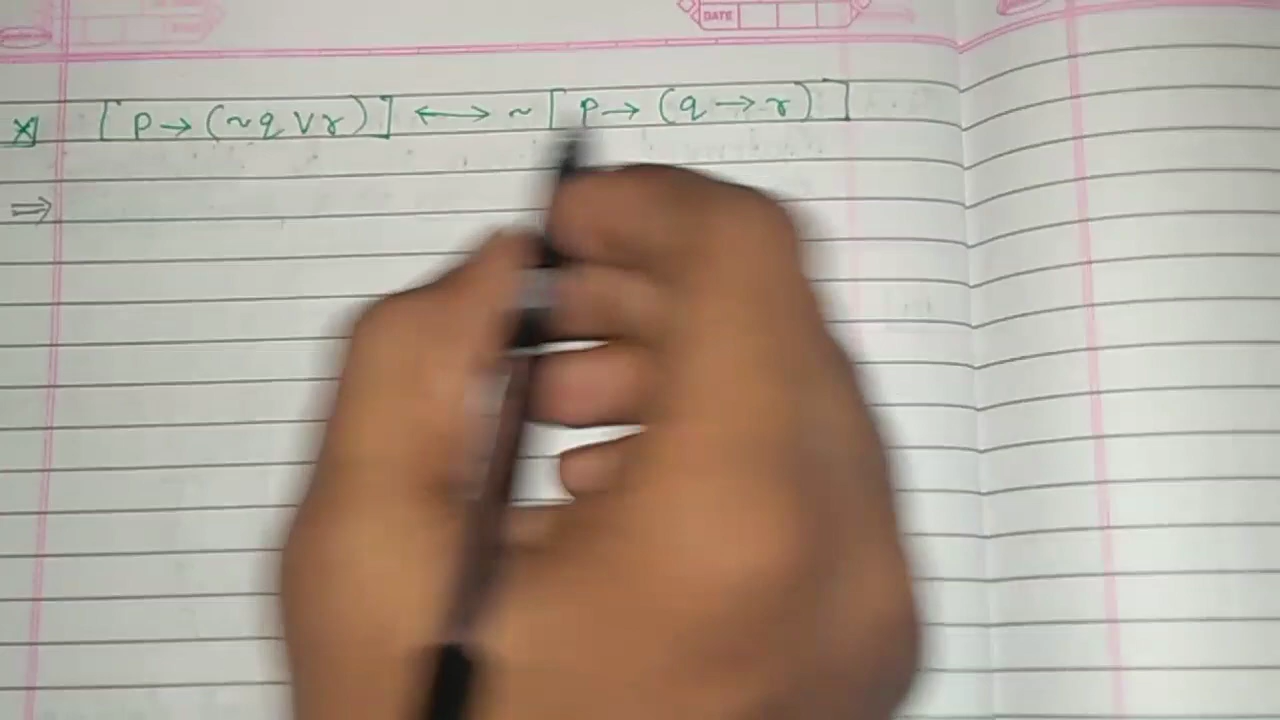 DATE
x] [p→(~q∨r)] ↔ ~[p→(q→r)]
⇒